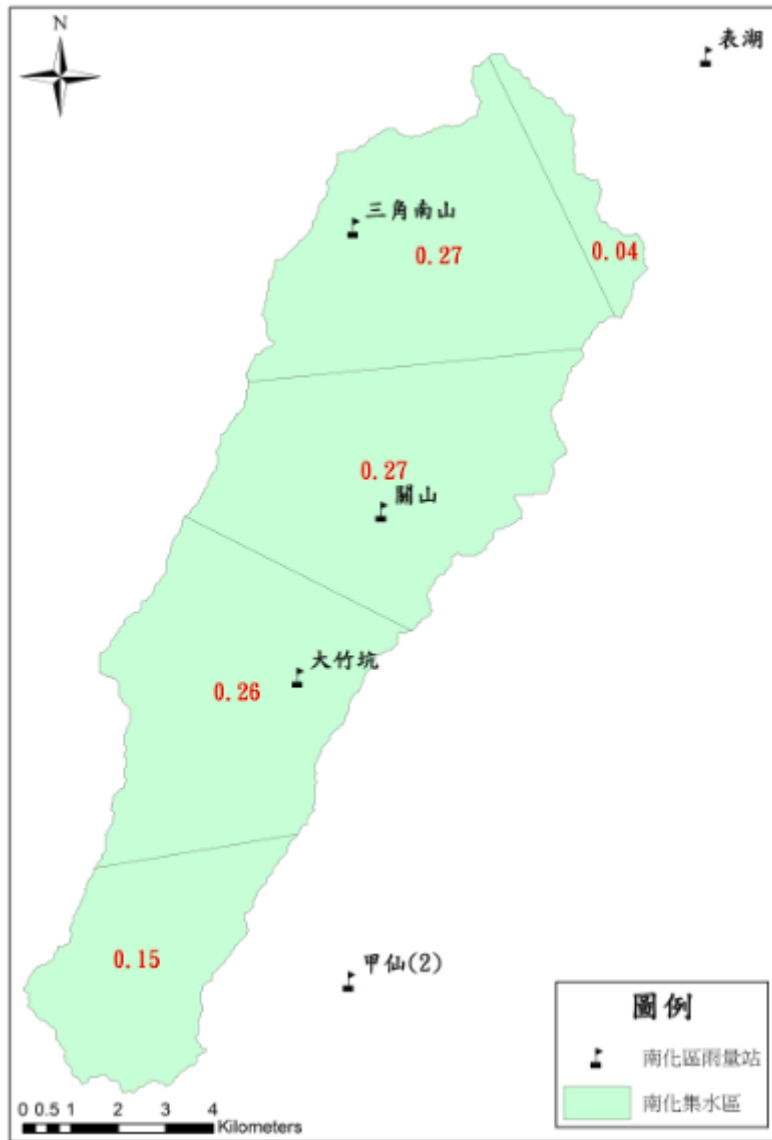 N
表湖
三角南山
0.27
0.04
0.27
關山
大竹坑
0.26
0.15
甲仙(2)
圖例
南化區雨量站
南化集水區
0 0.5 1 2 3 4
Kilometers